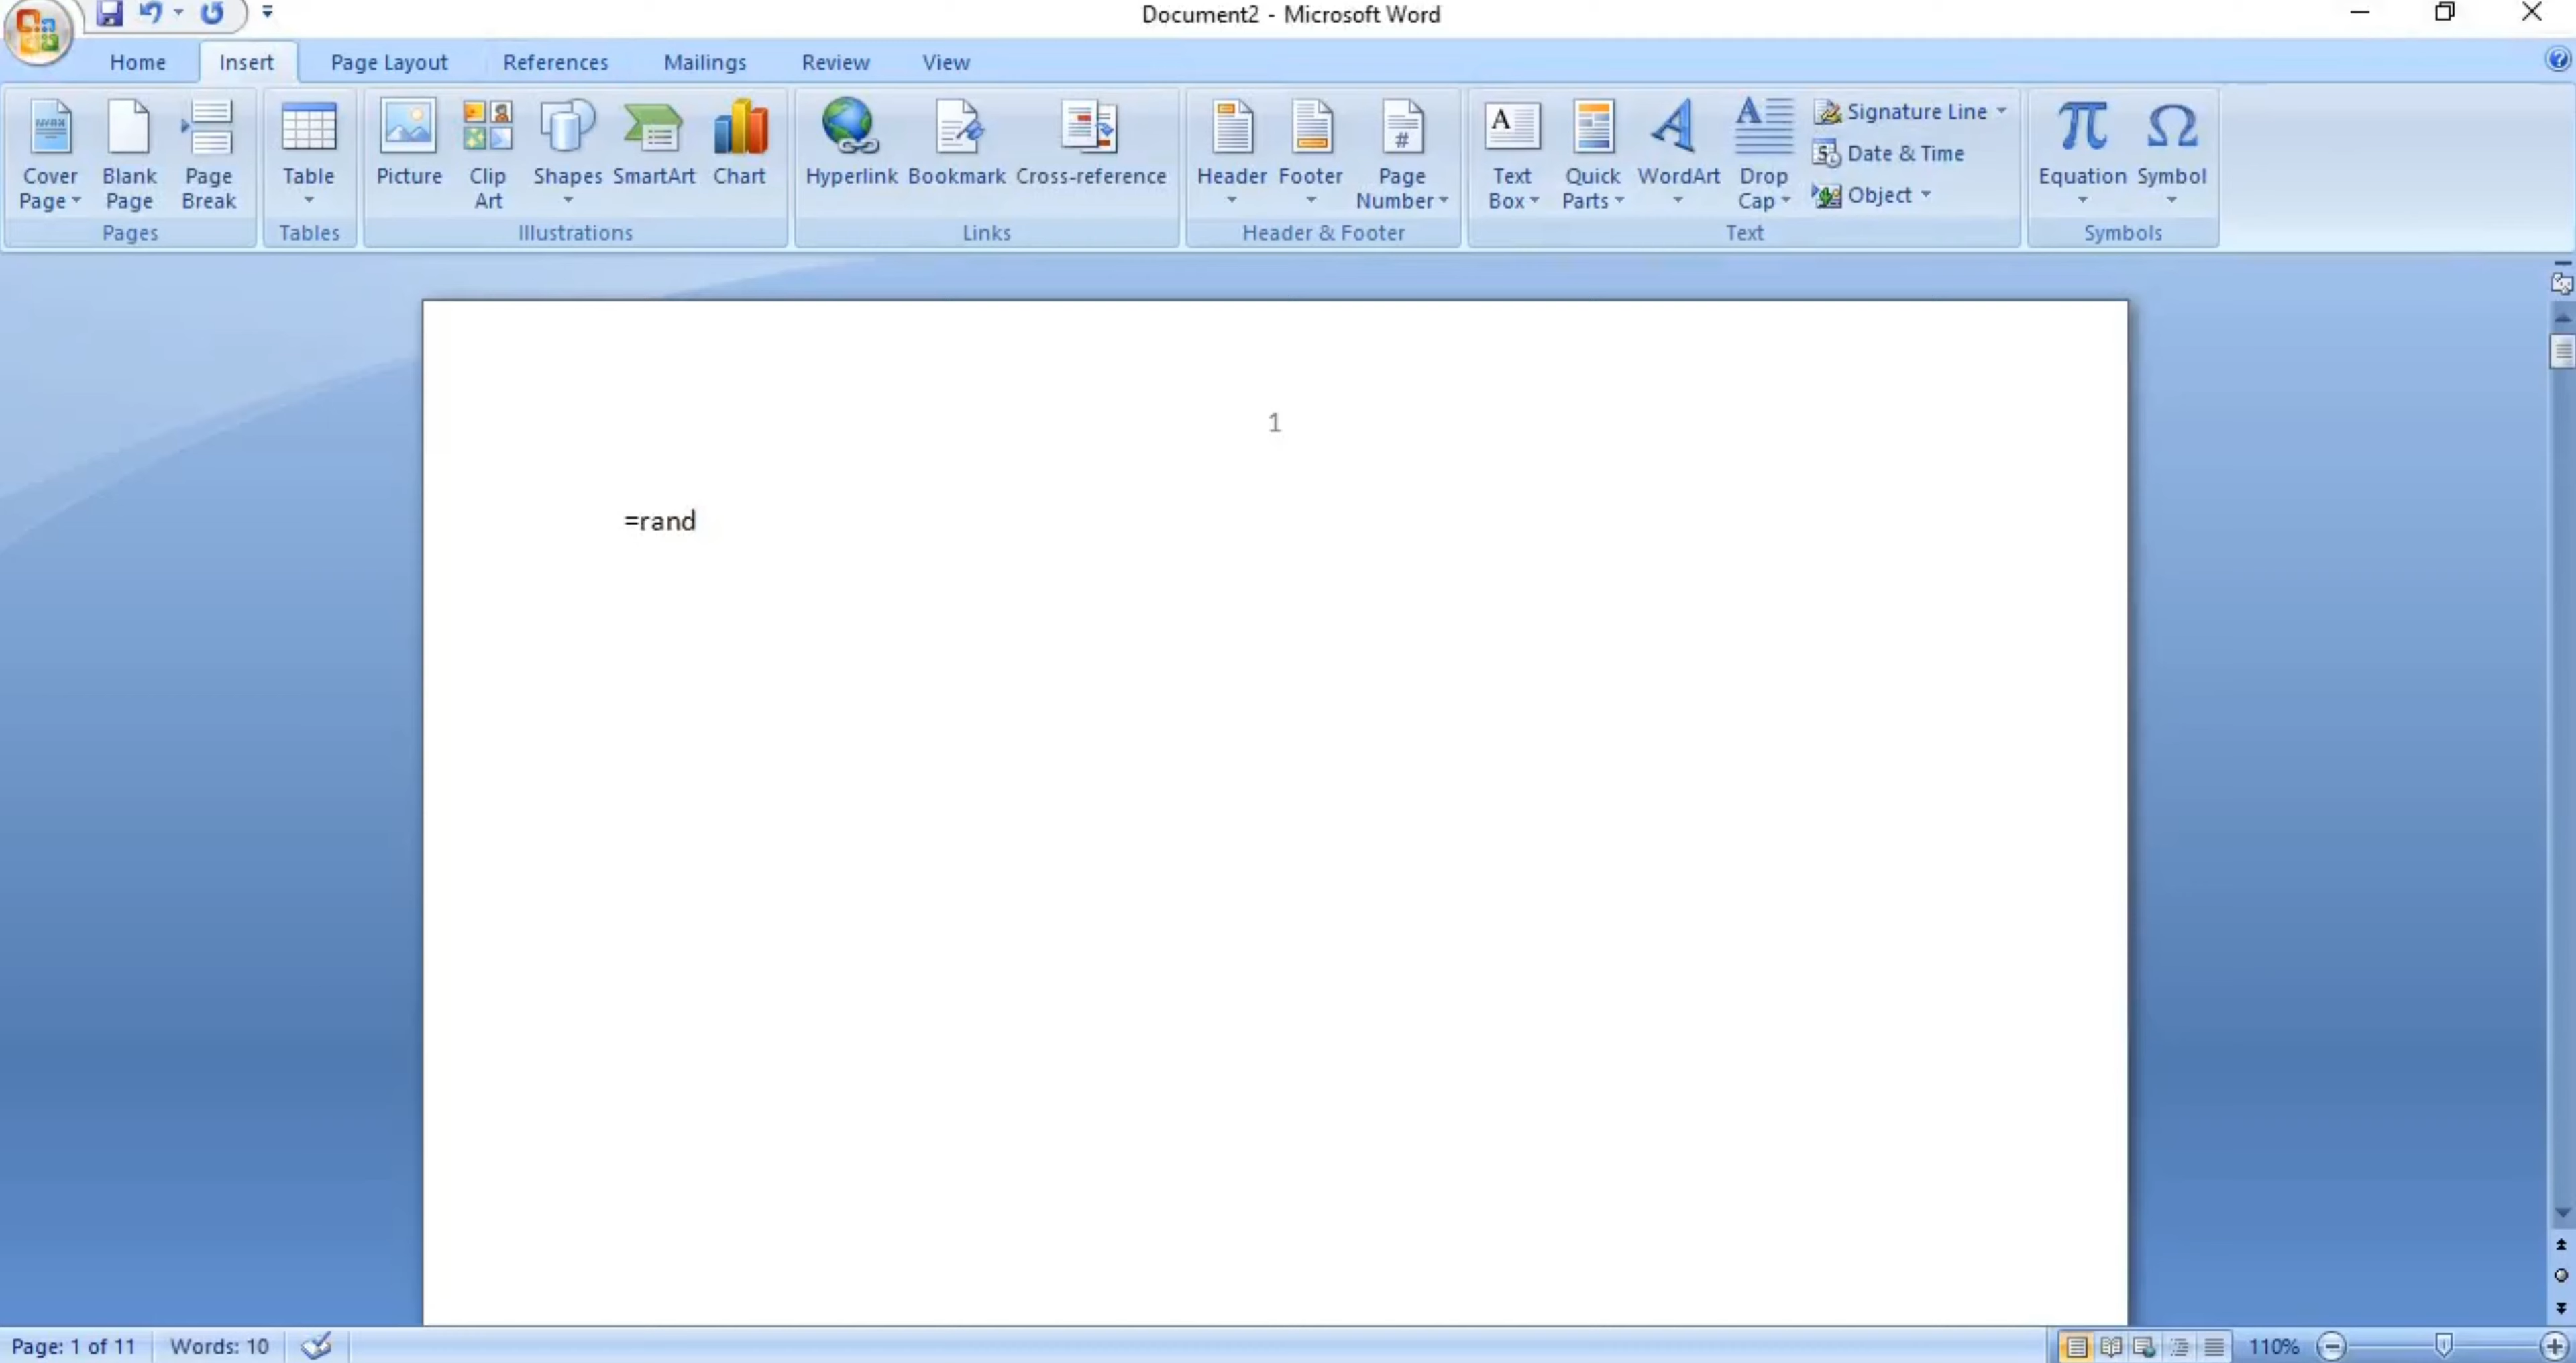 Document2 - Microsoft Word
Home Insert Page Layout References Mailings Review View
Cover Page
Blank Page
Page Break
Pages
Table
Tables
Picture
Clip Art
Shapes
SmartArt
Chart
Illustrations
Hyperlink
Bookmark
Cross-reference
Links
Header
Footer
Page Number
Header & Footer
Text Box
Quick Parts
WordArt
Drop Cap
Signature Line
Date & Time
Object
Text
Equation
Symbol
Symbols
1
=rand
Page: 1 of 11 Words: 10 110%